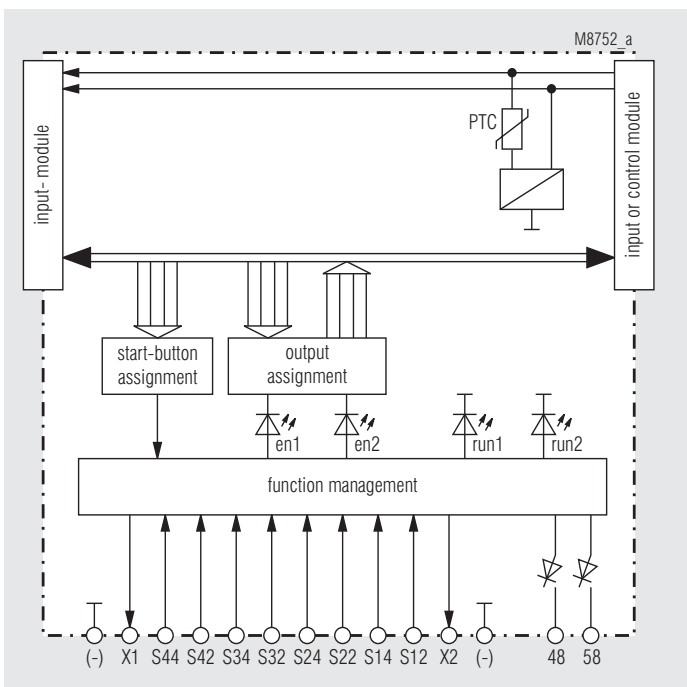 M8752_a
input- module
PTC
input or control module
start-button
assignment
output
assignment
en1
en2
run1
run2
function management
(-) X1 S44 S42 S34 S32 S24 S22 S14 S12 X2 (-) 48 58